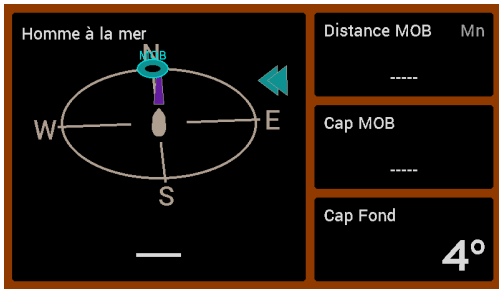 Homme à la mer
N
MOB
W
E
S
Distance MOB Mn
-----
Cap MOB
-----
Cap Fond
4°